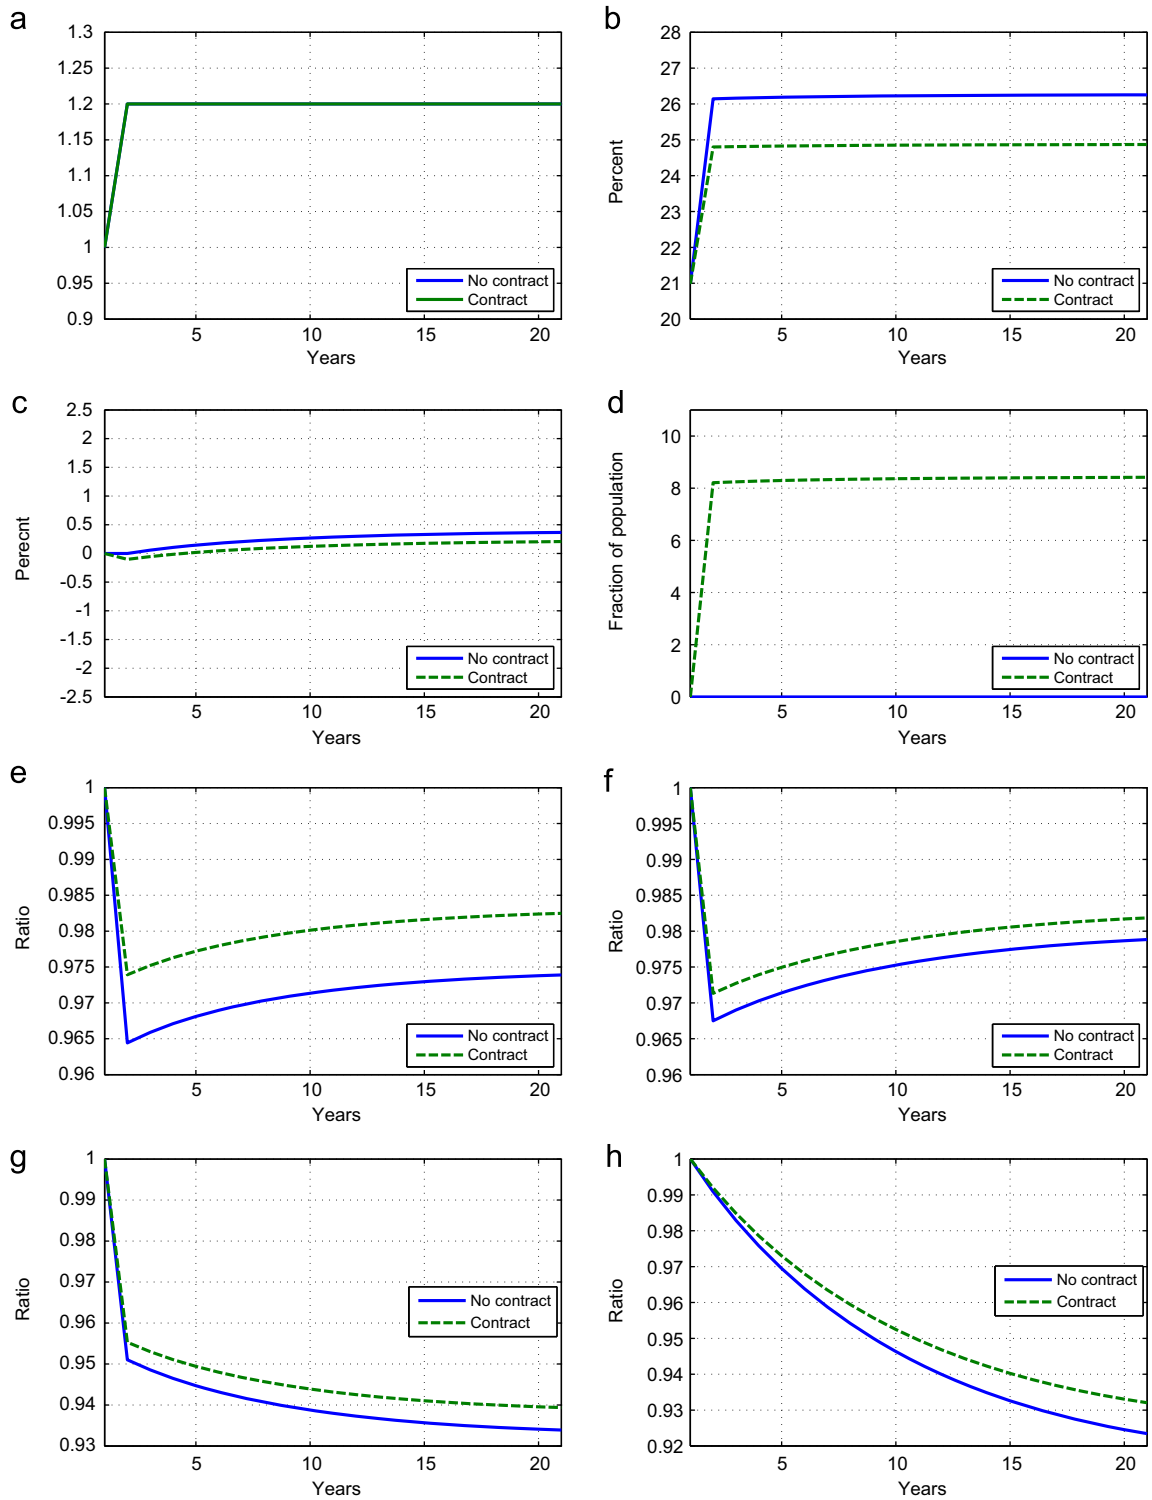 a
1.3
1.25
1.2
1.15
1.1
1.05
1
0.95
0.9
5
10
15
20
Years
No contract
Contract
b
Percent
28
27
26
25
24
23
22
21
20
5
10
15
20
Years
No contract
Contract
c
Perecnt
2.5
2
1.5
1
0.5
0
-0.5
-1
-1.5
-2
-2.5
5
10
15
20
Years
No contract
Contract
d
Fraction of population
10
8
6
4
2
0
5
10
15
20
Years
No contract
Contract
e
Ratio
1
0.995
0.99
0.985
0.98
0.975
0.97
0.965
0.96
5
10
15
20
Years
No contract
Contract
f
Ratio
1
0.995
0.99
0.985
0.98
0.975
0.97
0.965
0.96
5
10
15
20
Years
No contract
Contract
g
Ratio
1
0.99
0.98
0.97
0.96
0.95
0.94
0.93
5
10
15
20
Years
No contract
Contract
h
Ratio
1
0.99
0.98
0.97
0.96
0.95
0.94
0.93
0.92
5
10
15
20
Years
No contract
Contract